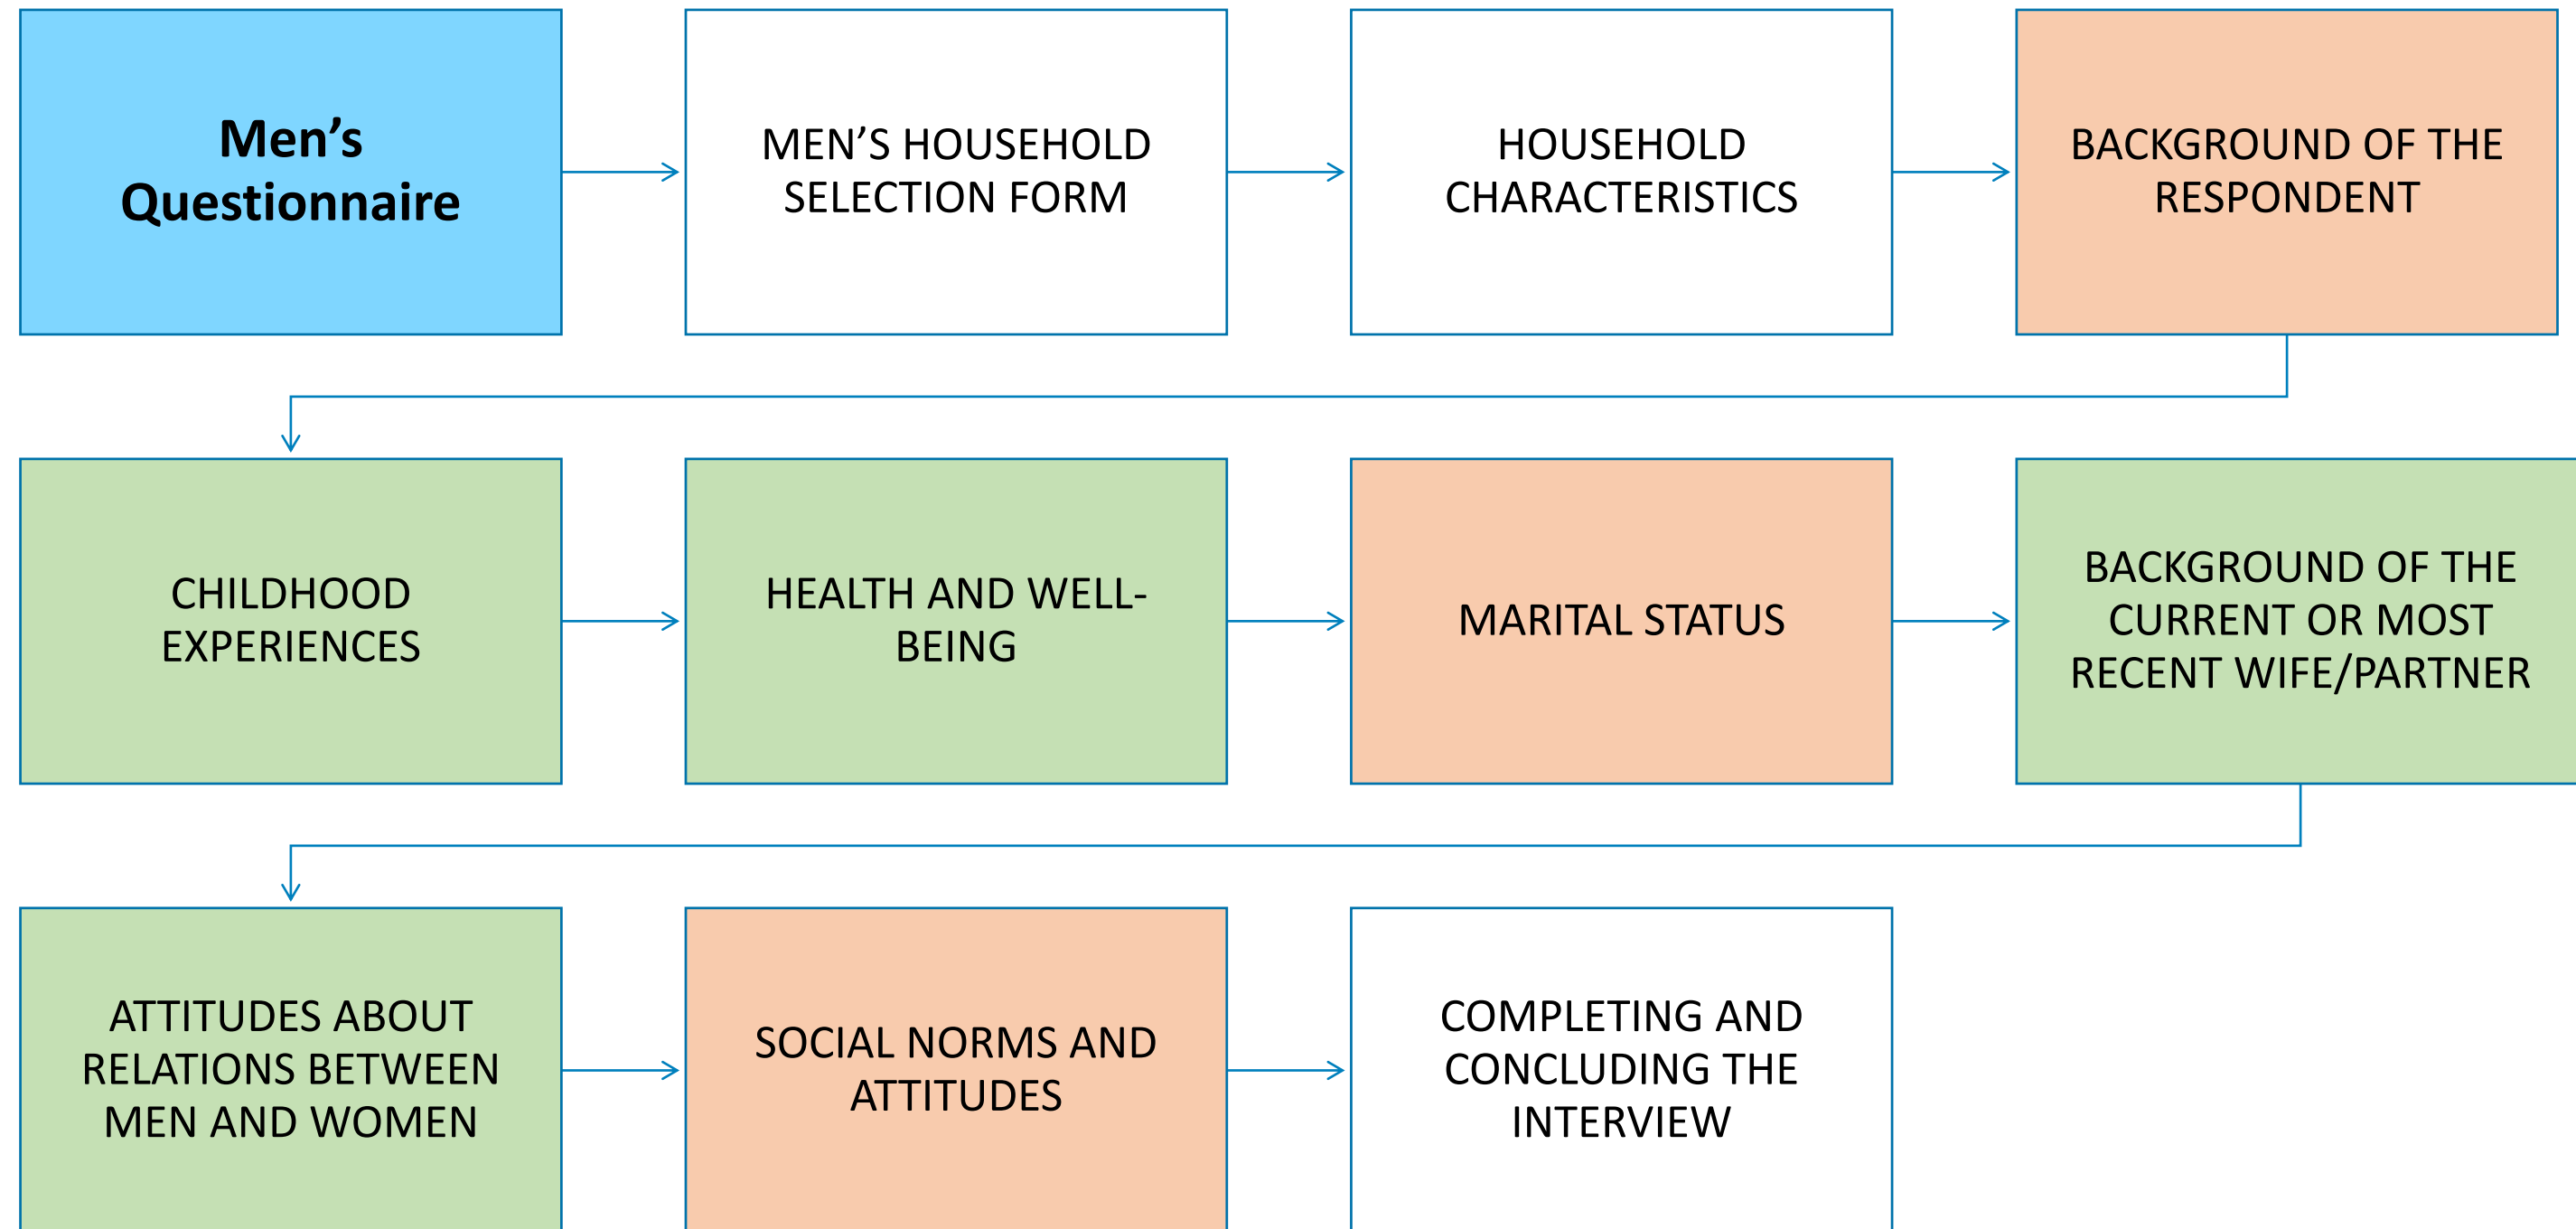 Men’s
Questionnaire
MEN’S HOUSEHOLD
SELECTION FORM
HOUSEHOLD
CHARACTERISTICS
BACKGROUND OF THE
RESPONDENT
CHILDHOOD
EXPERIENCES
HEALTH AND WELL-
BEING
MARITAL STATUS
BACKGROUND OF THE
CURRENT OR MOST
RECENT WIFE/PARTNER
ATTITUDES ABOUT
RELATIONS BETWEEN
MEN AND WOMEN
SOCIAL NORMS AND
ATTITUDES
COMPLETING AND
CONCLUDING THE
INTERVIEW